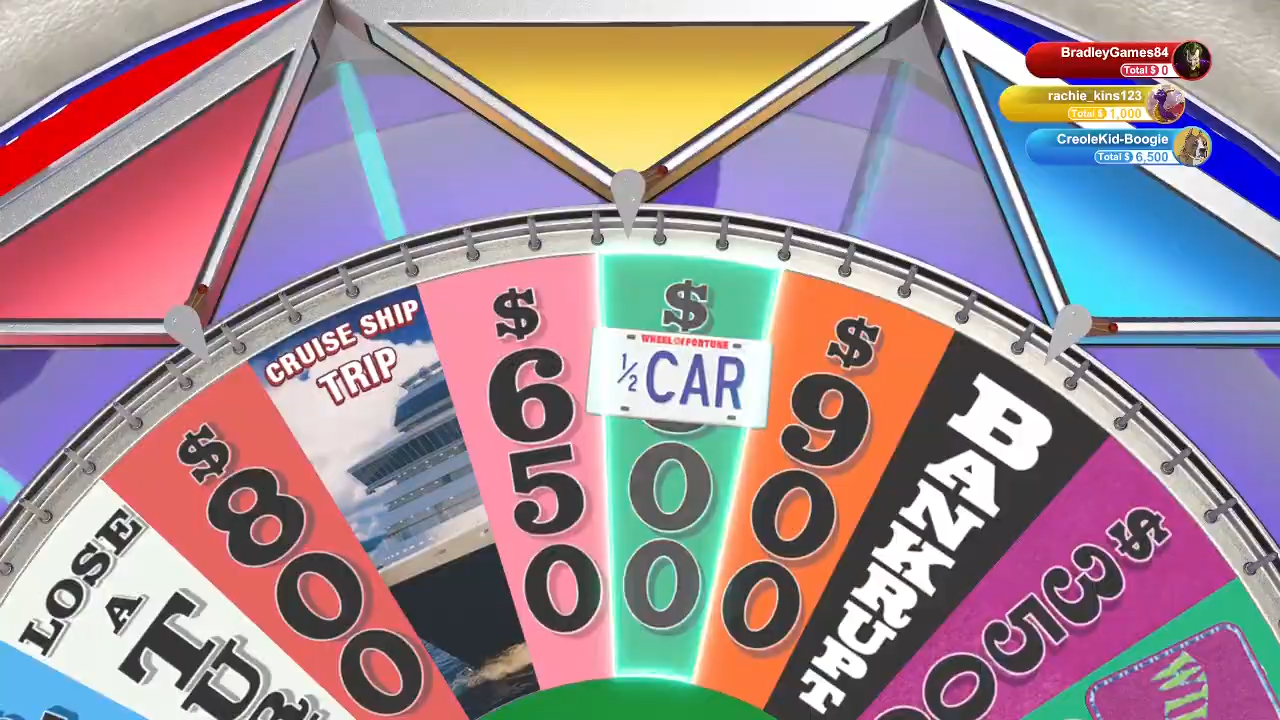 BradleyGames84
Total $ 0
rachie_kins123
Total $ 1,000
CreoleKid-Boogie
Total $ 6,500
LOSE
A
$800
CRUISE SHIP
TRIP
$650
$
WHEEL OF FORTUNE
½ CAR
00
$900
BANKRUPT
$350